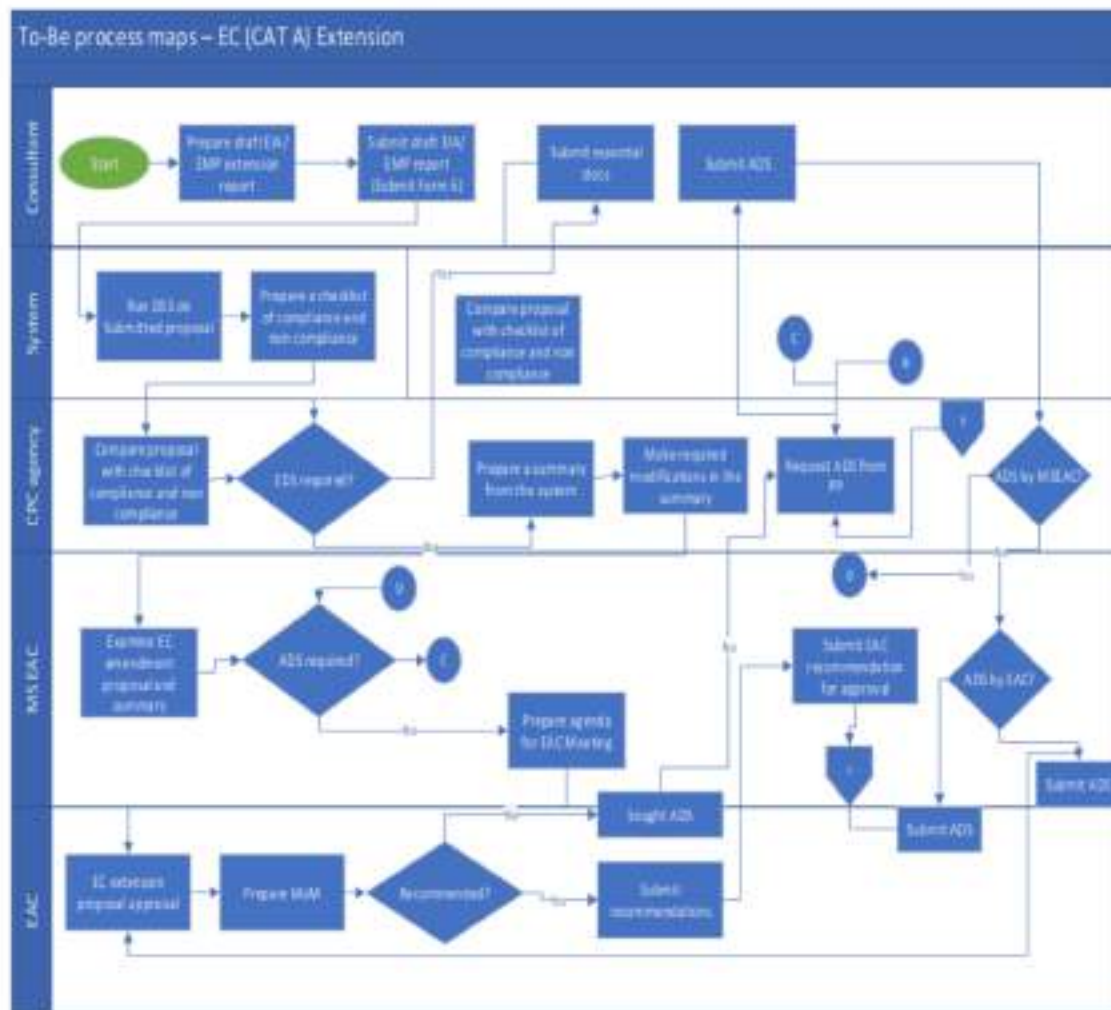 To-Be process maps – EC (CAT A) Extension
Consultant
Start
Prepare draft EIA /
EMP extension
report
Submit draft EIA/
EMP report
(Submit Form 6)
Submit essential
docs
Submit ADS
System
Run DSS on
Submitted proposal
Prepare a checklist
of compliance and
non compliance
Yes
Compare proposal
with checklist of
compliance and non
compliance
C
CPC agency
Compare proposal
with checklist of
compliance and non
compliance
EDS required?
Prepare a summary
from the system
Make required
modifications in the
summary
Request ADS from
PP
ADS by MSEAC?
MS EAC
Examine EC
amendment
proposal and
summary
ADS required?
D
No
Prepare agenda
for EAC Meeting
No
Submit EAC
recommendation
for approval
ADS by EAC?
Submit ADS
Submit ADS
EAC
EC extension
proposal appraisal
Prepare MoM
Recommended?
No
Sought ADS
Yes
Submit
recommendations